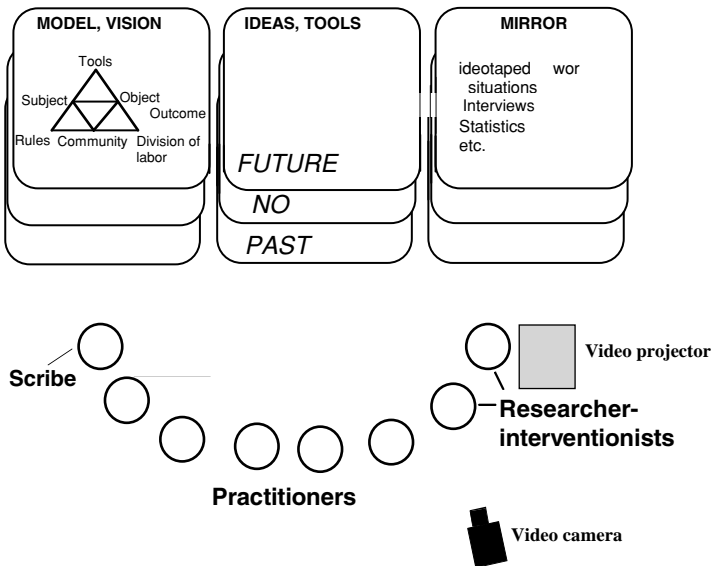 MODEL, VISION
Tools
Subject
Object
Outcome
Rules
Community
Division of
labor
IDEAS, TOOLS
FUTURE
NO
PAST
MIRROR
ideotaped wor
situations
Interviews
Statistics
etc.
Scribe
Video projector
Researcher-
interventionists
Practitioners
Video camera